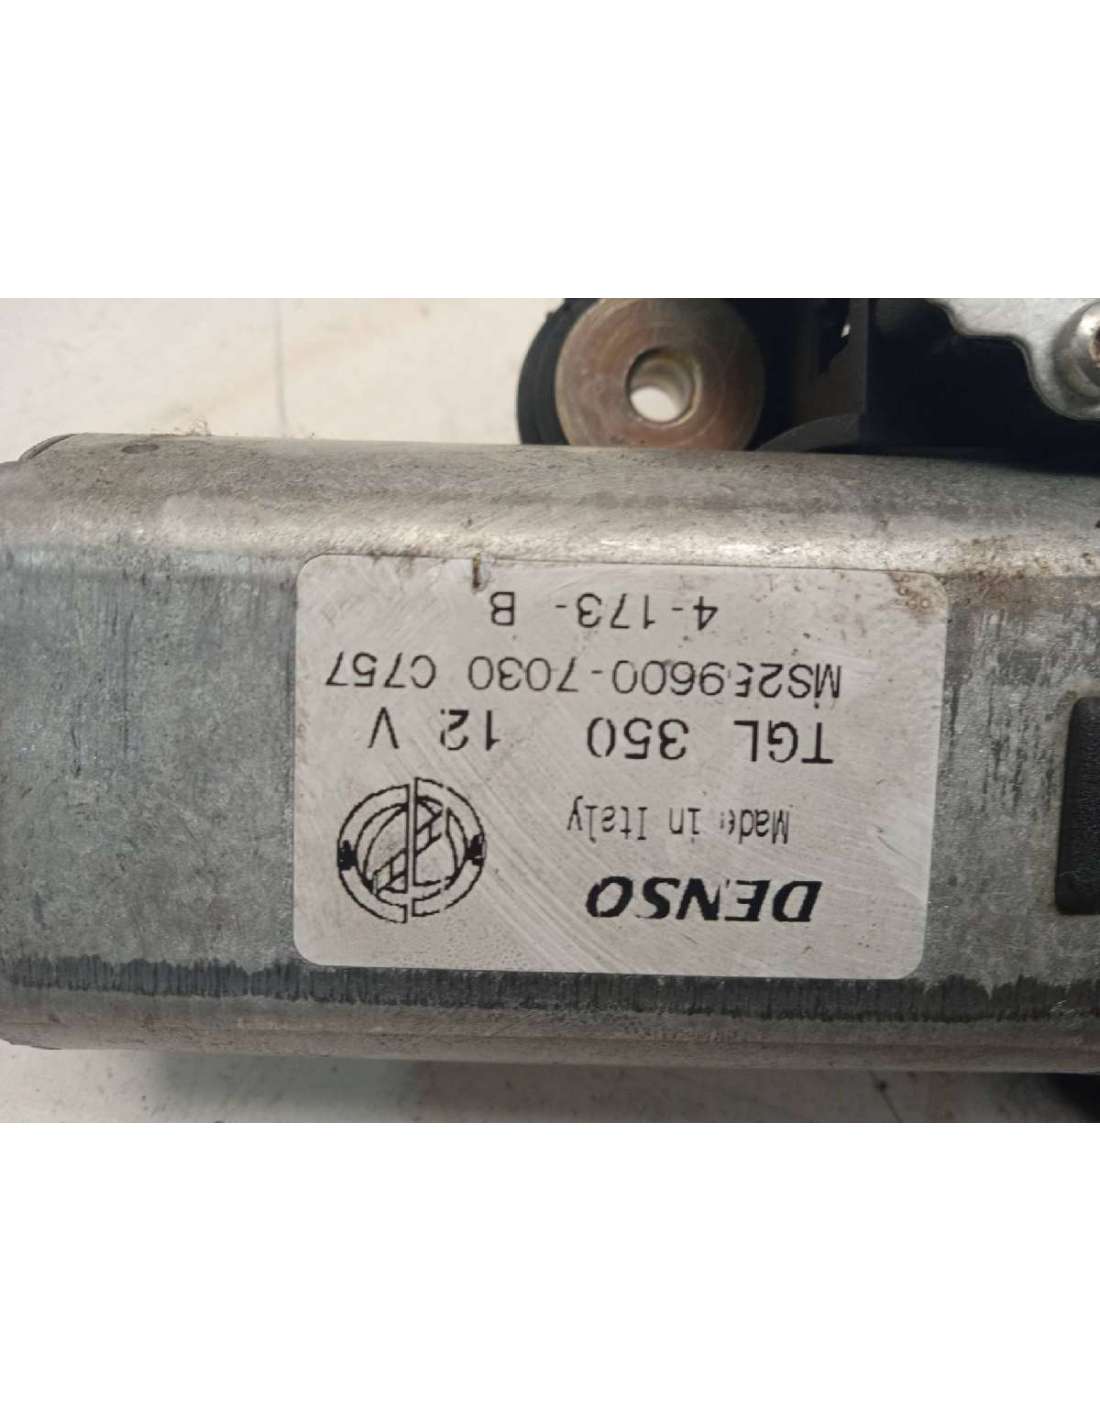 DENSO
Made in Italy
TGL 350 12 V
MS259600-7030 C757
4-173- B